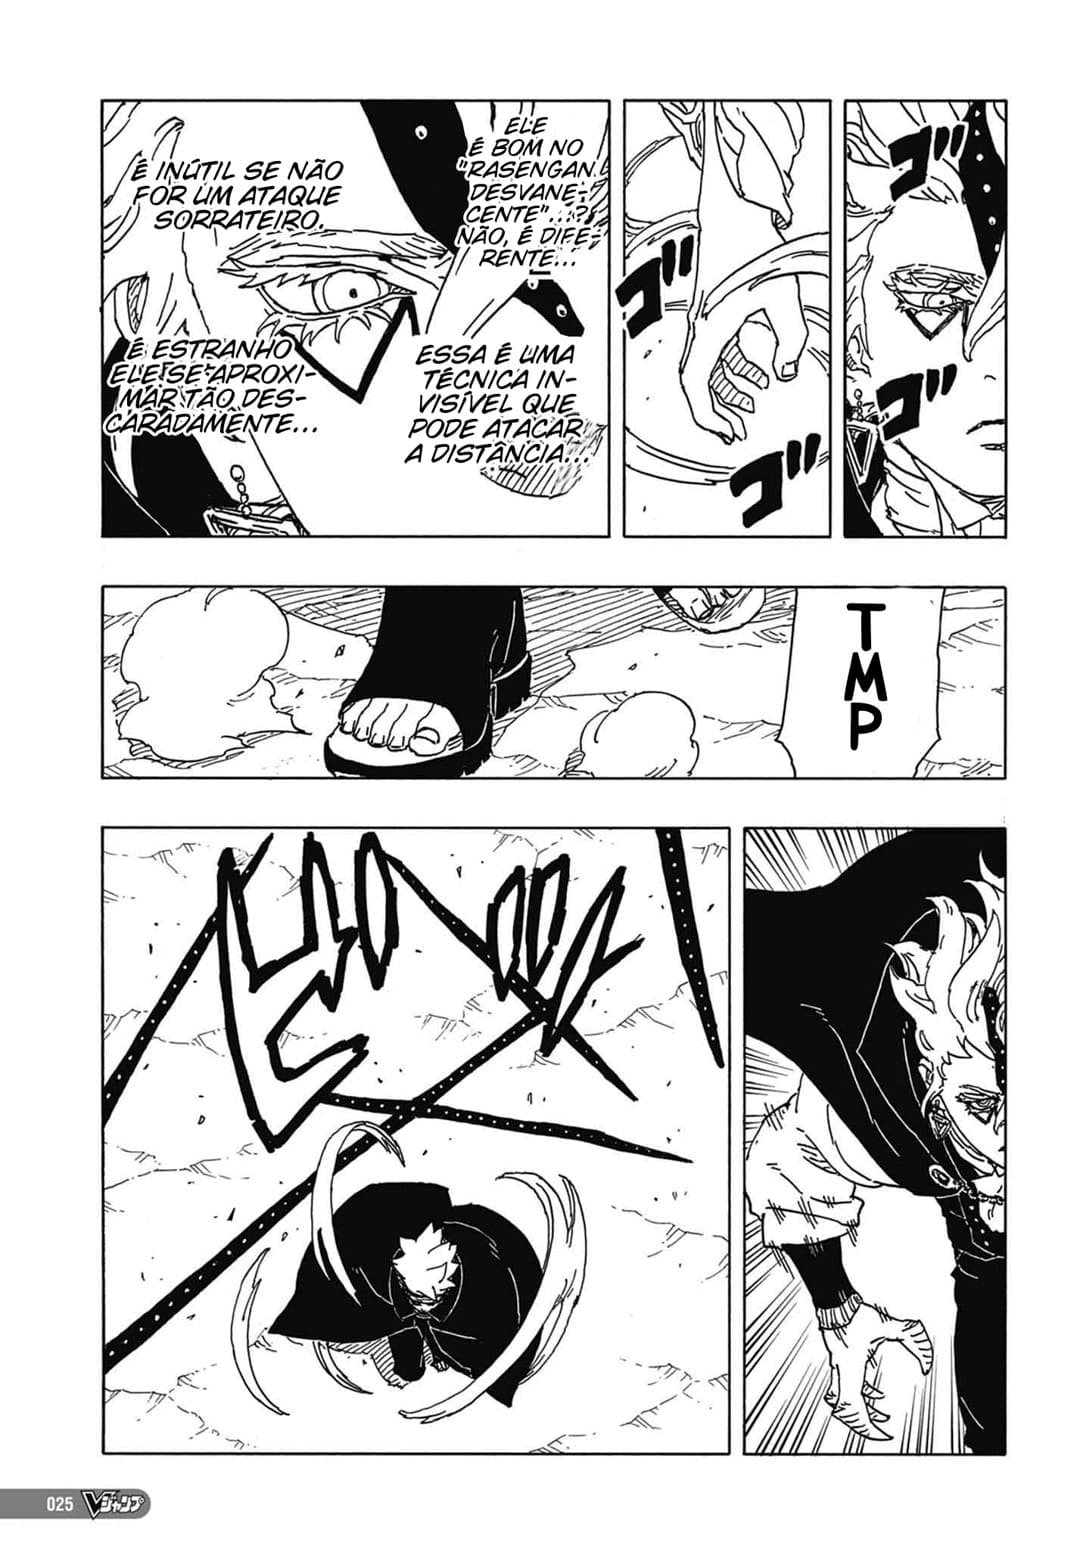 ゴゴ
ゴゴ
ゴゴ
ゴゴ
ELE
É BOM NO
"RASENGAN
DESVANE-
CENTE"...?
NÃO, É DIFE-
RENTE...
ESSA É UMA
TÉCNICA IN-
VISÍVEL QUE
PODE ATACAR
A DISTÂNCIA...
É INÚTIL SE NÃO
FOR UM ATAQUE
SORRATEIRO.
É ESTRANHO
ELE SE APROXI-
MAR TÃO DES-
CARADAMENTE...
TMP
025
Vジャンプ